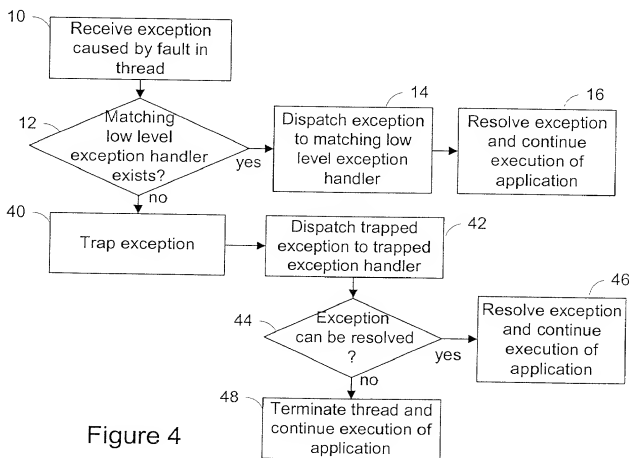 10
Receive exception
caused by fault in
thread
12
Matching
low level
exception handler
exists?
yes
no
14
Dispatch exception
to matching low
level exception
handler
16
Resolve exception
and continue
execution of
application
40
Trap exception
42
Dispatch trapped
exception to trapped
exception handler
44
Exception
can be resolved
?
yes
no
46
Resolve exception
and continue
execution of
application
48
Terminate thread and
continue execution of
application
Figure 4